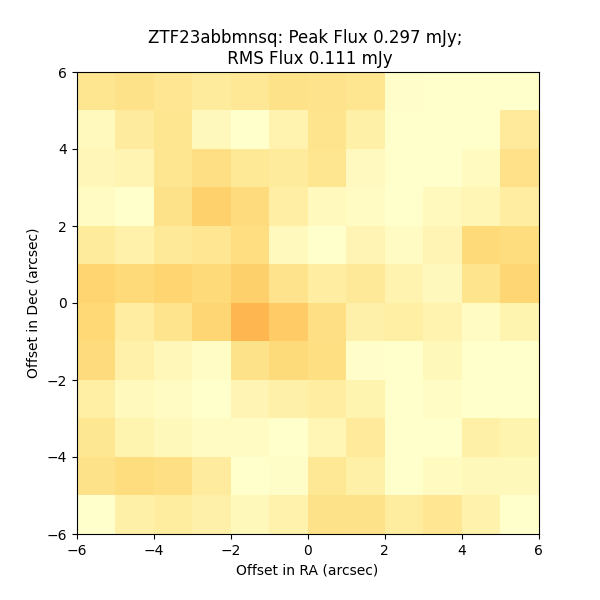 ZTF23abbmnsq: Peak Flux 0.297 mJy;
RMS Flux 0.111 mJy
6
4
2
0
−2
−4
−6
Offset in Dec (arcsec)
−6 −4 −2 0 2 4 6
Offset in RA (arcsec)